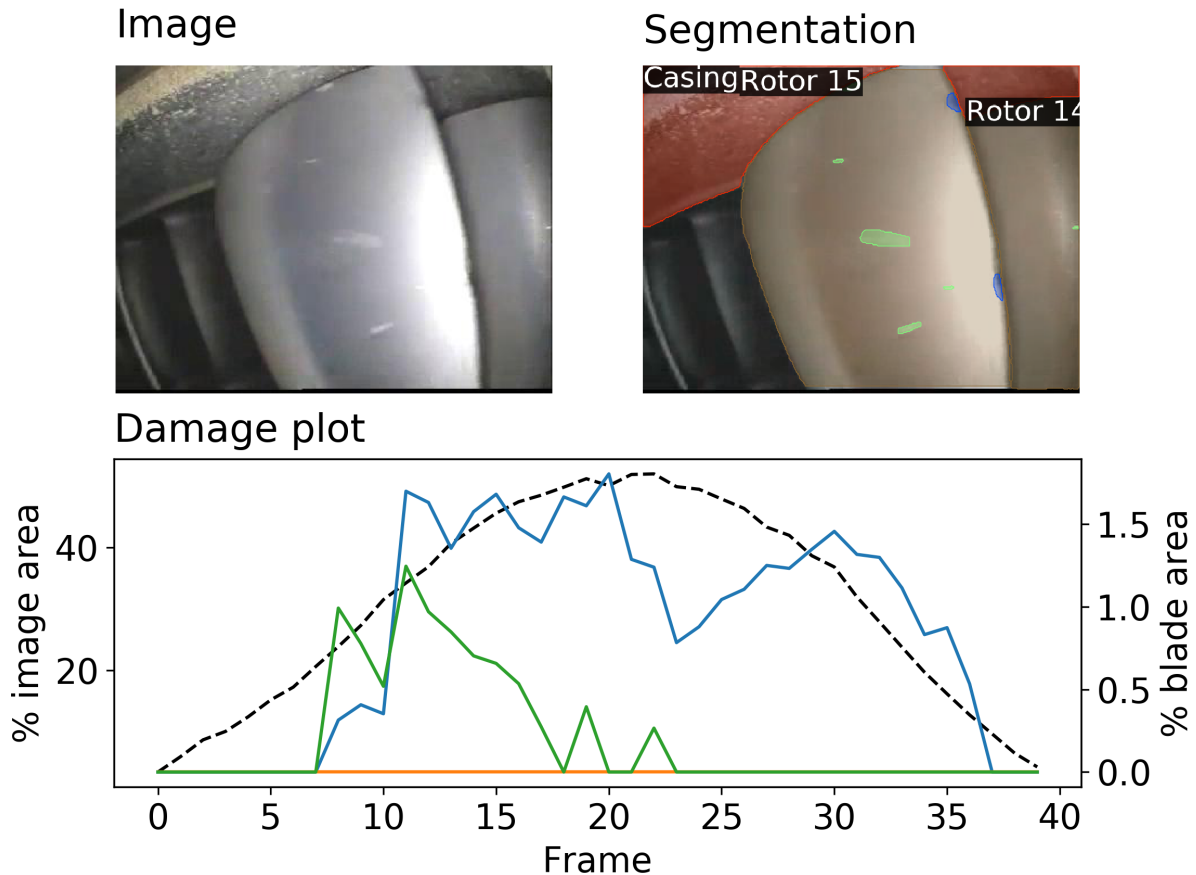 Image
Segmentation
Casing
Rotor 15
Rotor 14
Damage plot
% image area
40
20
1.5
1.0
0.5
0.0
% blade area
0 5 10 15 20 25 30 35 40
Frame